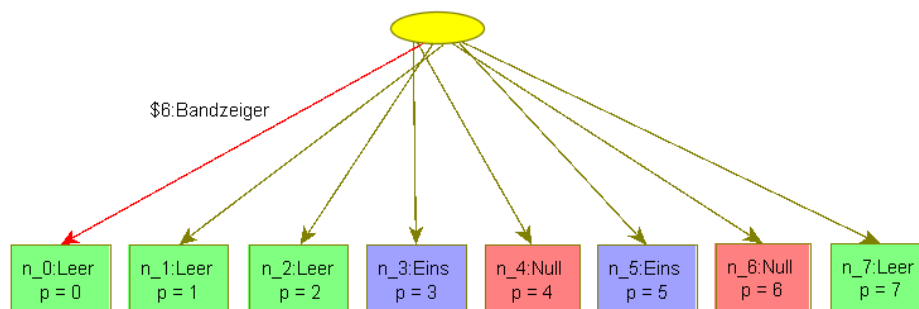 $6:Bandzeiger
n_0:Leer
p = 0
n_1:Leer
p = 1
n_2:Leer
p = 2
n_3:Eins
p = 3
n_4:Null
p = 4
n_5:Eins
p = 5
n_6:Null
p = 6
n_7:Leer
p = 7